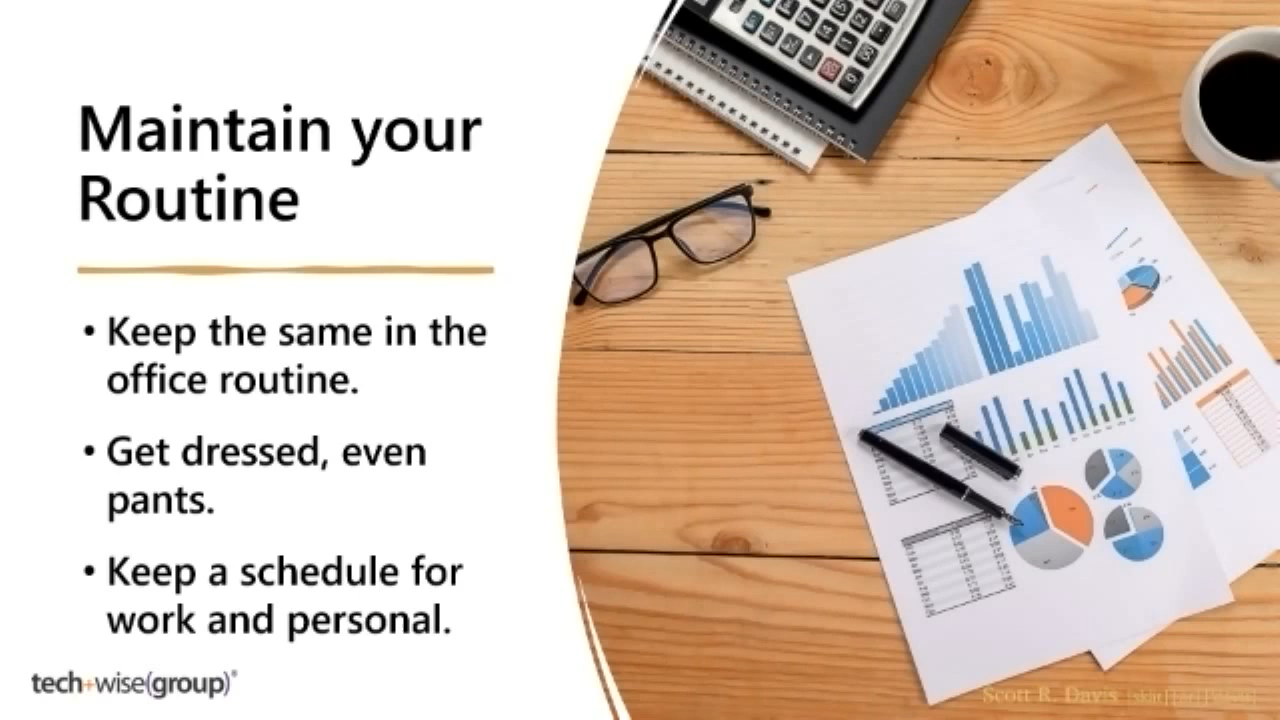 Maintain your
Routine
• Keep the same in the
office routine.
• Get dressed, even
pants.
• Keep a schedule for
work and personal.
tech+wise(group)®
Scott R. Davis